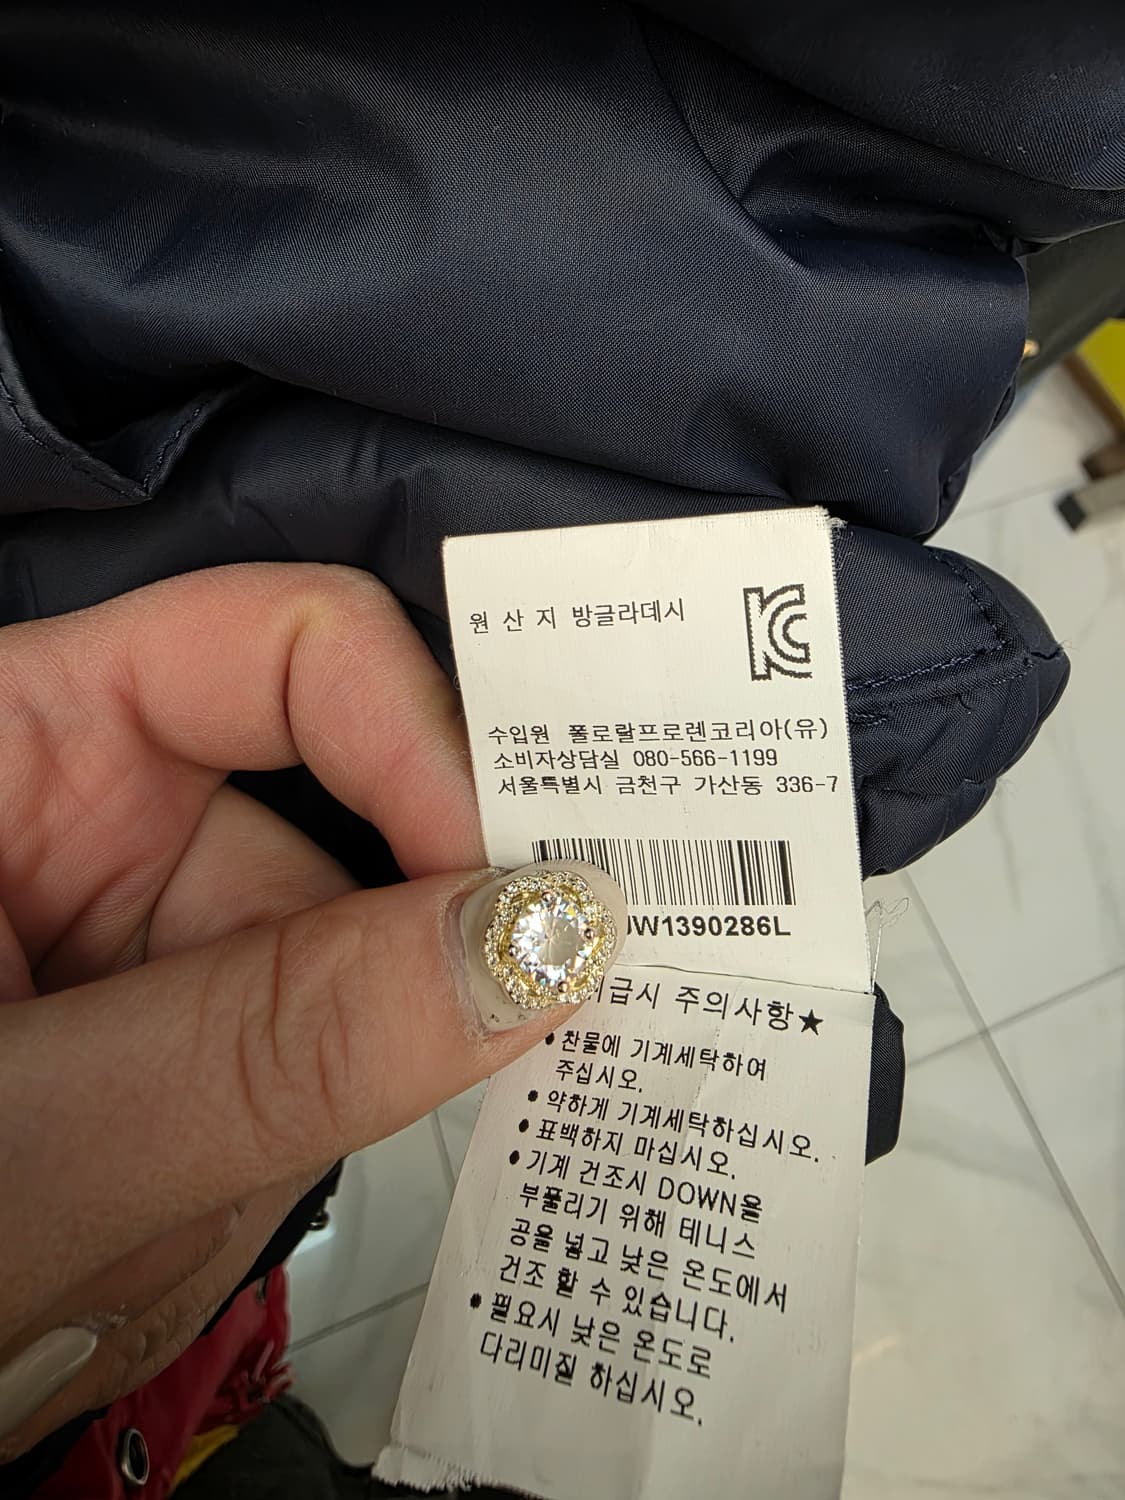 원 산 지 방글라데시
수입원 폴로랄프로렌코리아(유)
소비자상담실 080-566-1199
서울특별시 금천구 가산동 336-7
W1390286L
급시 주의사항★
• 찬물에 기계세탁하여
주십시오.
• 약하게 기계세탁하십시오.
• 표백하지 마십시오.
• 기계 건조시 DOWN을
부풀리기 위해 테니스
공을 넣고 낮은 온도에서
건조 할 수 있습니다.
• 필요시 낮은 온도로
다리미질 하십시오.